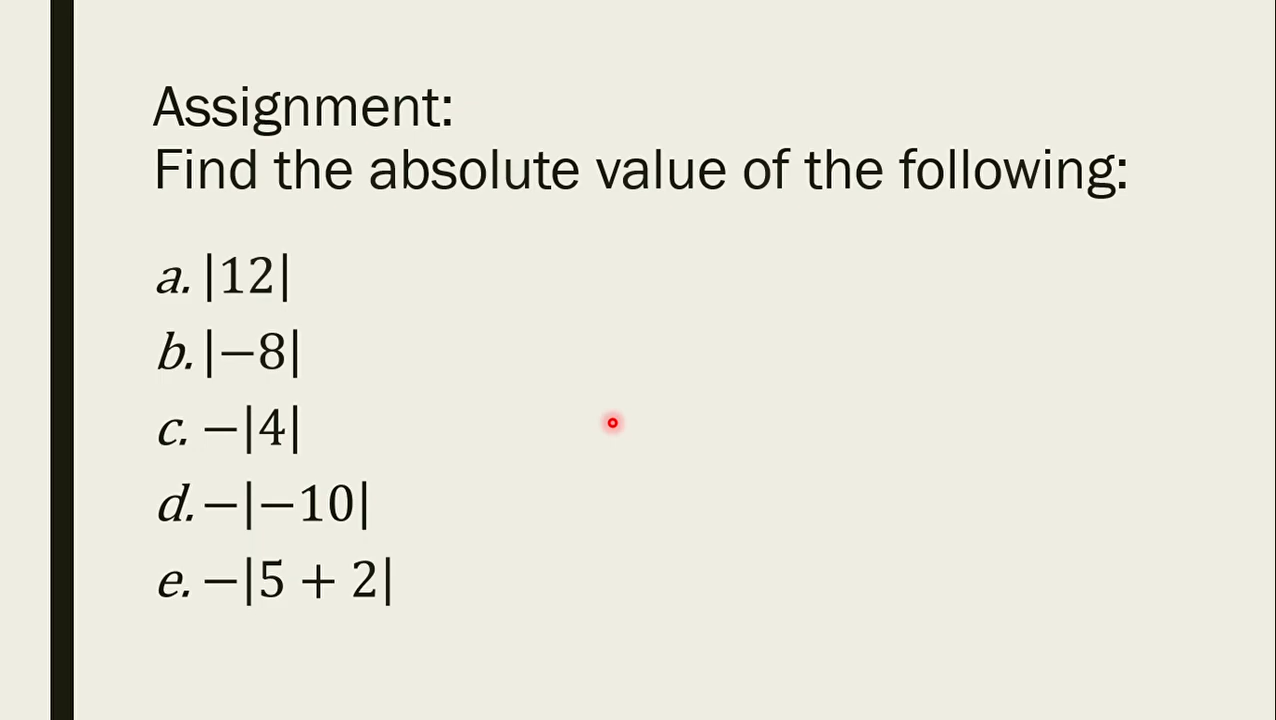 Assignment:
Find the absolute value of the following:
a. |12|
b. |−8|
c. −|4|
d. −|−10|
e. −|5 + 2|